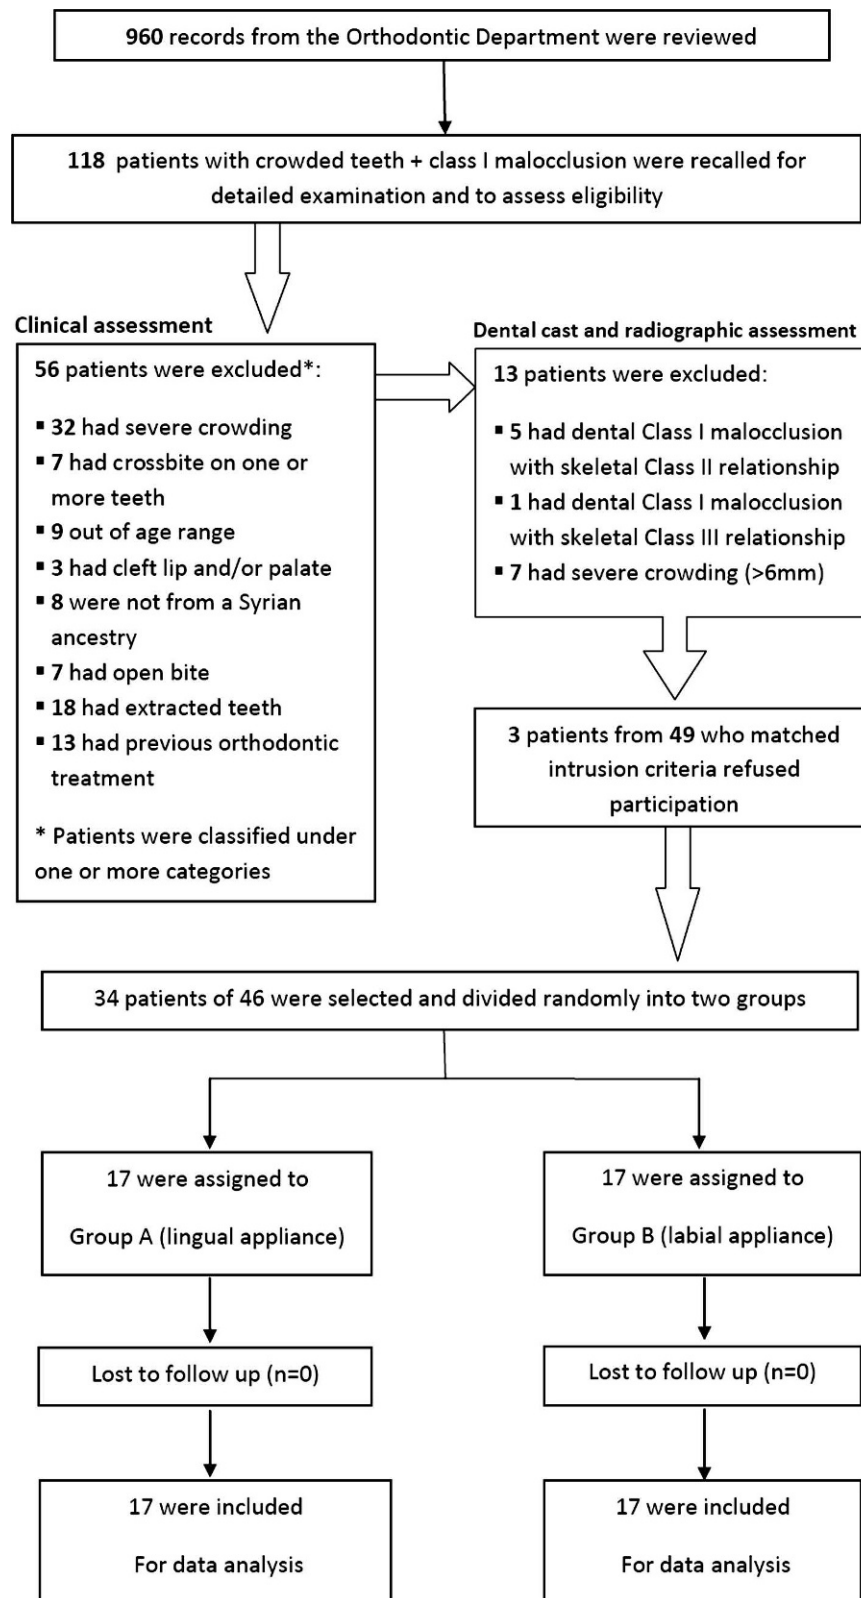 960 records from the Orthodontic Department were reviewed
118 patients with crowded teeth + class I malocclusion were recalled for
detailed examination and to assess eligibility
Clinical assessment
56 patients were excluded*:
▪ 32 had severe crowding
▪ 7 had crossbite on one or
more teeth
▪ 9 out of age range
▪ 3 had cleft lip and/or palate
▪ 8 were not from a Syrian
ancestry
▪ 7 had open bite
▪ 18 had extracted teeth
▪ 13 had previous orthodontic
treatment
* Patients were classified under
one or more categories
Dental cast and radiographic assessment
13 patients were excluded:
▪ 5 had dental Class I malocclusion
with skeletal Class II relationship
▪ 1 had dental Class I malocclusion
with skeletal Class III relationship
▪ 7 had severe crowding (>6mm)
3 patients from 49 who matched
intrusion criteria refused
participation
34 patients of 46 were selected and divided randomly into two groups
17 were assigned to
Group A (lingual appliance)
17 were assigned to
Group B (labial appliance)
Lost to follow up (n=0)
Lost to follow up (n=0)
17 were included
For data analysis
17 were included
For data analysis